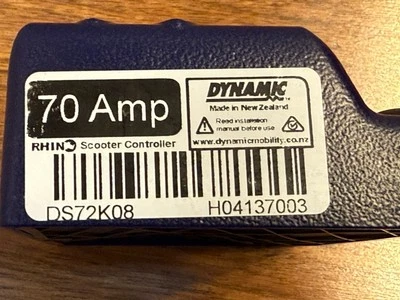 70 Amp
DYNAMIC
Made in New Zealand
Read installation
manual before use
www.dynamicmobility.co.nz
RHINO Scooter Controller
DS72K08 H04137003